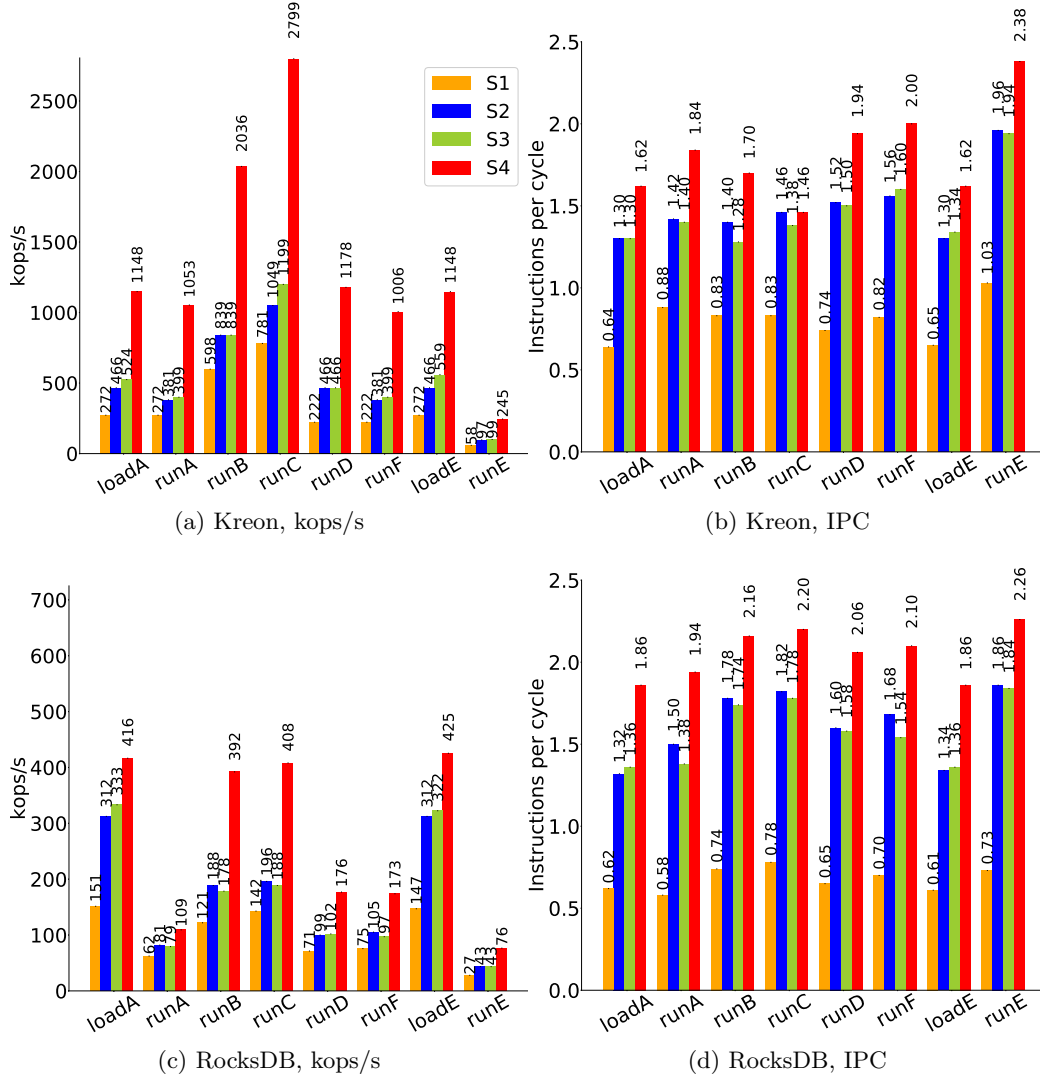 2799
2500
2036
2000
1500
1199
1178
1148
1148
1053
1049
1006
1000
839
839
781
598
559
524
500
466
466
466
466
399
399
381
381
272
272
272
245
222
222
99
97
58
0
kops/s
S1
S2
S3
S4
loadA runA runB runC runD runF loadE runE
(a) Kreon, kops/s
2.5
2.0
1.5
1.0
0.5
0.0
Instructions per cycle
0.64 1.30 1.30 1.62
0.88 1.42 1.40 1.84
0.83 1.40 1.28 1.70
0.83 1.46 1.38 1.46
0.74 1.52 1.50 1.94
0.82 1.56 1.60 2.00
0.65 1.30 1.34 1.62
1.03 1.96 1.94 2.38
loadA runA runB runC runD runF loadE runE
(b) Kreon, IPC
700
600
500
400
300
200
100
0
kops/s
151 312 333 416
62 81 79 109
121 188 178 392
142 196 188 408
71 99 102 176
75 105 97 173
147 312 322 425
27 43 43 76
loadA runA runB runC runD runF loadE runE
(c) RocksDB, kops/s
2.5
2.0
1.5
1.0
0.5
0.0
Instructions per cycle
0.62 1.32 1.36 1.86
0.58 1.50 1.38 1.94
0.74 1.78 1.74 2.16
0.78 1.82 1.78 2.20
0.65 1.60 1.58 2.06
0.70 1.68 1.54 2.10
0.61 1.34 1.36 1.86
0.73 1.86 1.84 2.26
loadA runA runB runC runD runF loadE runE
(d) RocksDB, IPC